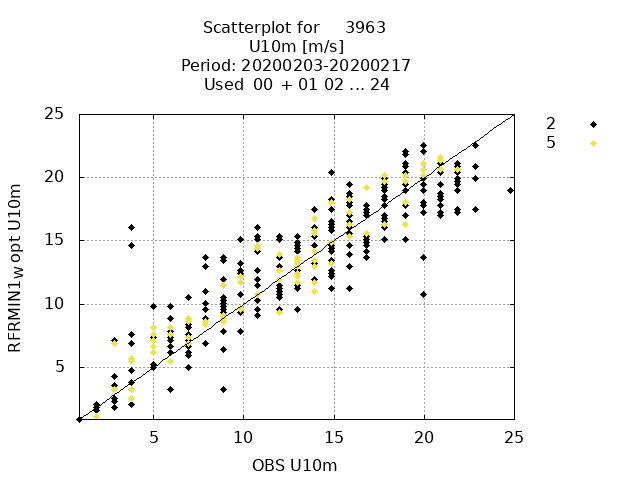 Scatterplot for 3963
U10m [m/s]
Period: 20200203-20200217
Used 00 + 01 02 ... 24
25
20
15
10
5
5 10 15 20 25
RFRMIN1w opt U10m
OBS U10m
2
5